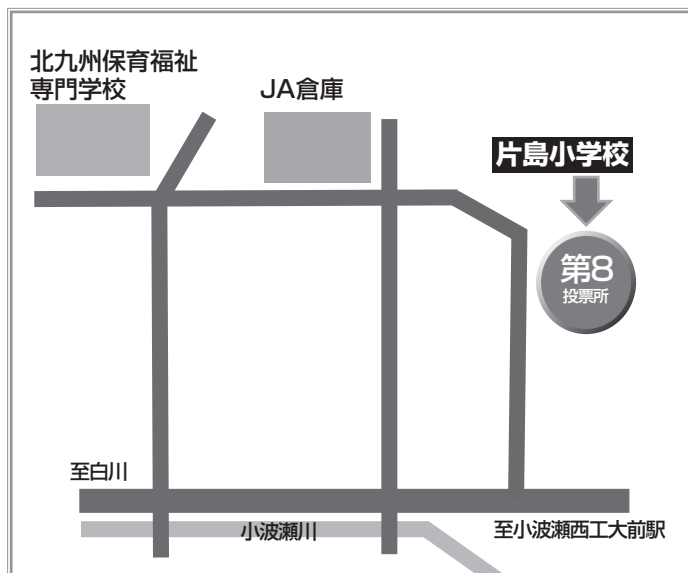 北九州保育福祉
専門学校
JA倉庫
片島小学校
第8
投票所
至白川
小波瀬川
至小波瀬西工大前駅